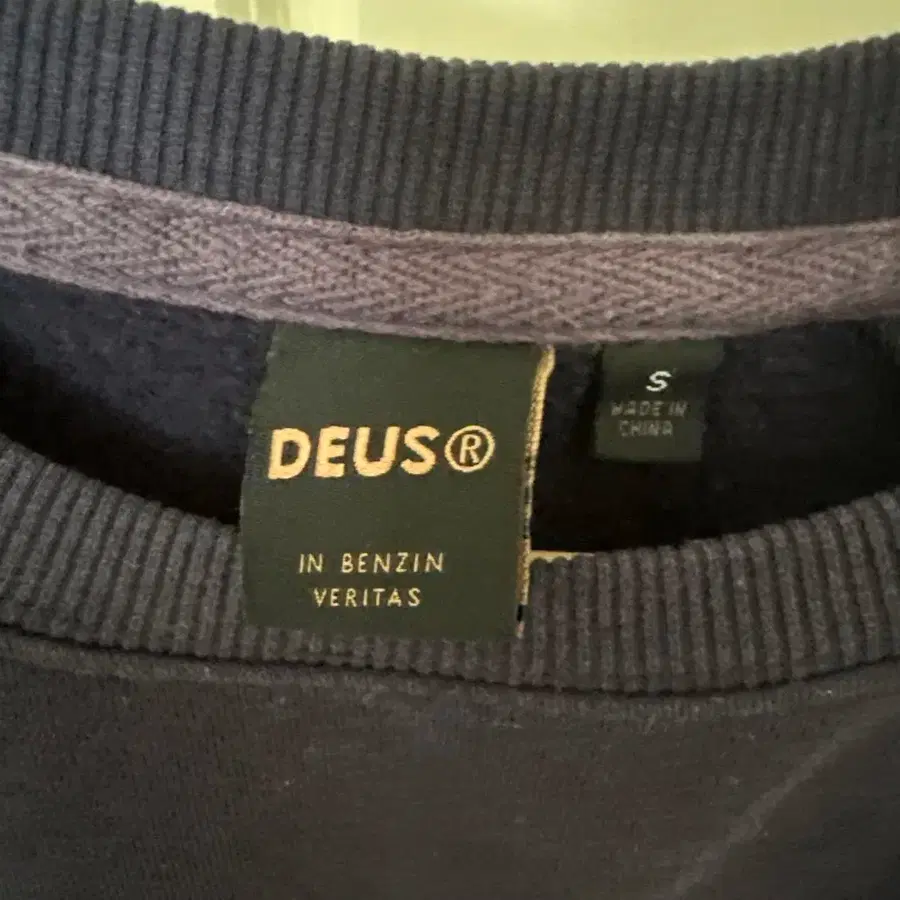 DEUS®
IN BENZIN
VERITAS
S
MADE IN
CHINA